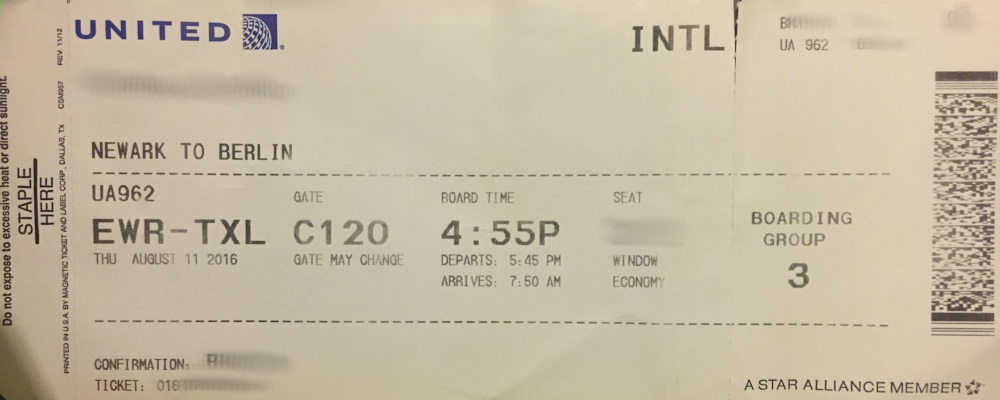 Do not expose to excessive heat or direct sunlight.
STAPLE
HERE
PRINTED IN U.S.A. BY MAGNETIC TICKET AND LABEL CORP., DALLAS, TX CSM967 REV 11/12
UNITED
INTL
UA 962
NEWARK TO BERLIN
UA962 GATE BOARD TIME SEAT
EWR-TXL C120 4:55P
THU AUGUST 11 2016 GATE MAY CHANGE DEPARTS: 5:45 PM WINDOW
ARRIVES: 7:50 AM ECONOMY
BOARDING
GROUP
3
CONFIRMATION:
TICKET: 016
A STAR ALLIANCE MEMBER